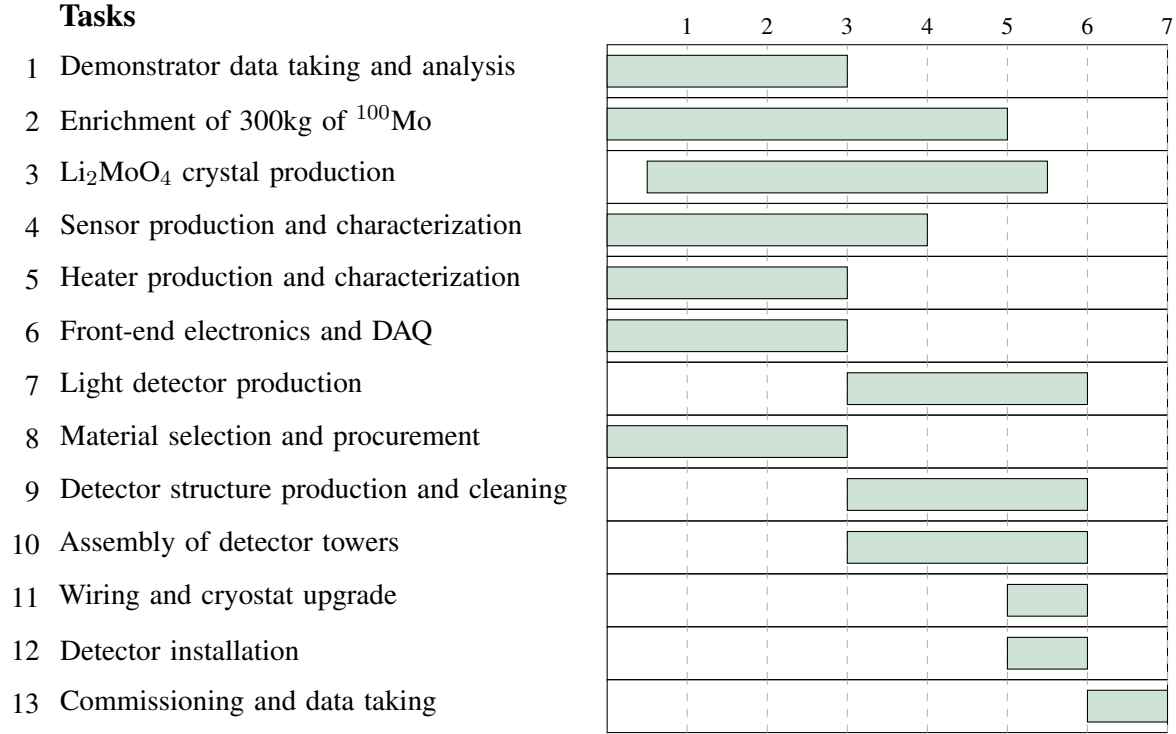 Tasks
1 2 3 4 5 6 7
1 Demonstrator data taking and analysis
2 Enrichment of 300kg of ¹⁰⁰Mo
3 Li₂MoO₄ crystal production
4 Sensor production and characterization
5 Heater production and characterization
6 Front-end electronics and DAQ
7 Light detector production
8 Material selection and procurement
9 Detector structure production and cleaning
10 Assembly of detector towers
11 Wiring and cryostat upgrade
12 Detector installation
13 Commissioning and data taking